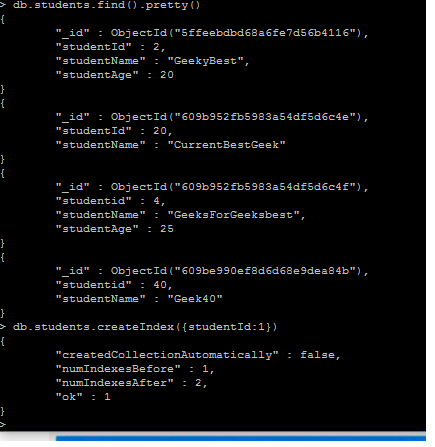 > db.students.find().pretty()
{
"_id" : ObjectId("5ffeebdbd68a6fe7d56b4116"),
"studentId" : 2,
"studentName" : "GeekyBest",
"studentAge" : 20
}
{
"_id" : ObjectId("609b952fb5983a54df5d6c4e"),
"studentId" : 20,
"studentName" : "CurrentBestGeek"
}
{
"_id" : ObjectId("609b952fb5983a54df5d6c4f"),
"studentid" : 4,
"studentName" : "GeeksForGeeksbest",
"studentAge" : 25
}
{
"_id" : ObjectId("609be990ef8d6d68e9dea84b"),
"studentid" : 40,
"studentName" : "Geek40"
}
> db.students.createIndex({studentId:1})
{
"createdCollectionAutomatically" : false,
"numIndexesBefore" : 1,
"numIndexesAfter" : 2,
"ok" : 1
}
>